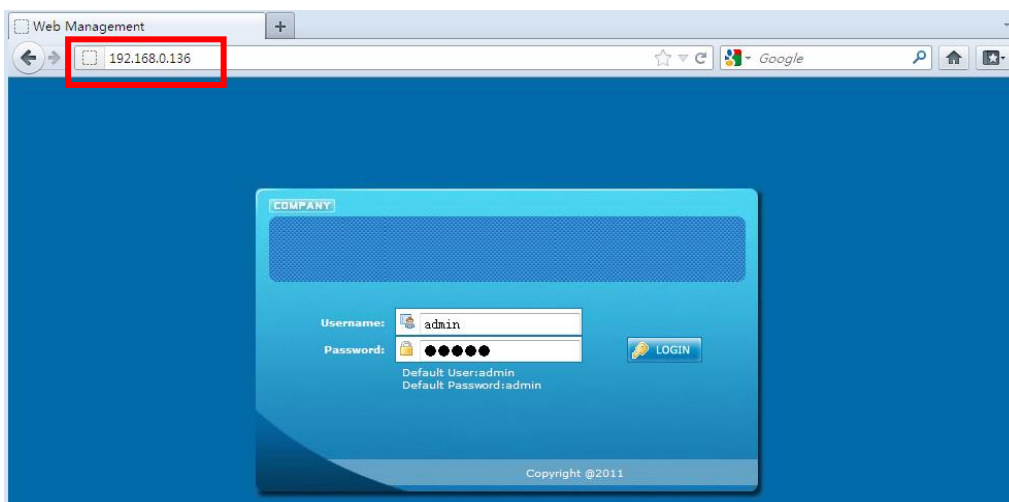 Web Management
192.168.0.136
Google
COMPANY
Username: admin
Password: ●●●●●
LOGIN
Default User:admin
Default Password:admin
Copyright @2011